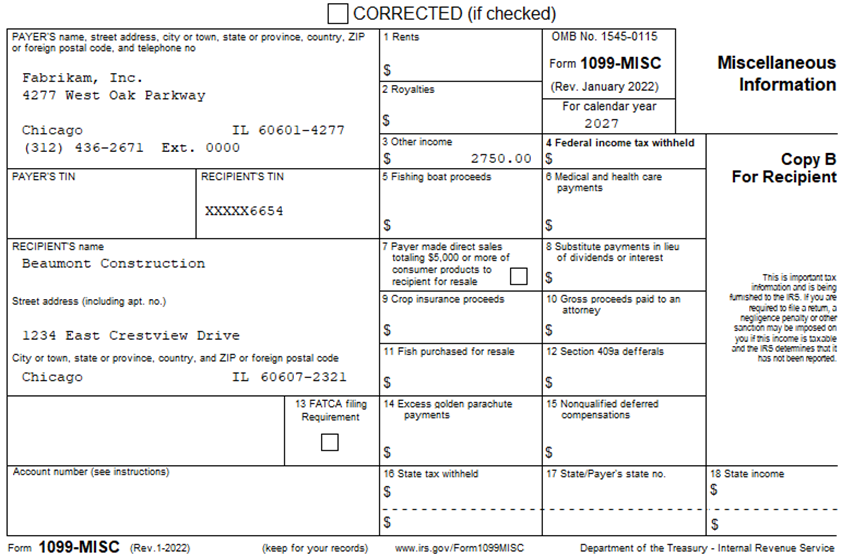 CORRECTED (if checked)
PAYER'S name, street address, city or town, state or province, country, ZIP
or foreign postal code, and telephone no
Fabrikam, Inc.
4277 West Oak Parkway
Chicago IL 60601-4277
(312) 436-2671 Ext. 0000
1 Rents
$
2 Royalties
$
OMB No. 1545-0115
Form 1099-MISC
(Rev. January 2022)
For calendar year
2027
Miscellaneous
Information
3 Other income
$ 2750.00
4 Federal income tax withheld
$
Copy B
For Recipient
PAYER'S TIN
RECIPIENT'S TIN
XXXXX6654
5 Fishing boat proceeds
$
6 Medical and health care
payments
$
RECIPIENT'S name
Beaumont Construction
Street address (including apt. no.)
1234 East Crestview Drive
City or town, state or province, country, and ZIP or foreign postal code
Chicago IL 60607-2321
7 Payer made direct sales
totaling $5,000 or more of
consumer products to
recipient for resale
8 Substitute payments in lieu
of dividends or interest
$
9 Crop insurance proceeds
$
10 Gross proceeds paid to an
attorney
$
11 Fish purchased for resale
$
12 Section 409a defferals
$
This is important tax
information and is being
furnished to the IRS. If you are
required to file a return, a
negligence penalty or other
sanction may be imposed on
you if this income is taxable
and the IRS determines that it
has not been reported.
13 FATCA filing
Requirement
14 Excess golden parachute
payments
$
15 Nonqualified deferred
compensations
$
Account number (see instructions)
16 State tax withheld
$
$
17 State/Payer's state no.
18 State income
$
$
Form 1099-MISC (Rev.1-2022) (keep for your records) www.irs.gov/Form1099MISC Department of the Treasury - Internal Revenue Service